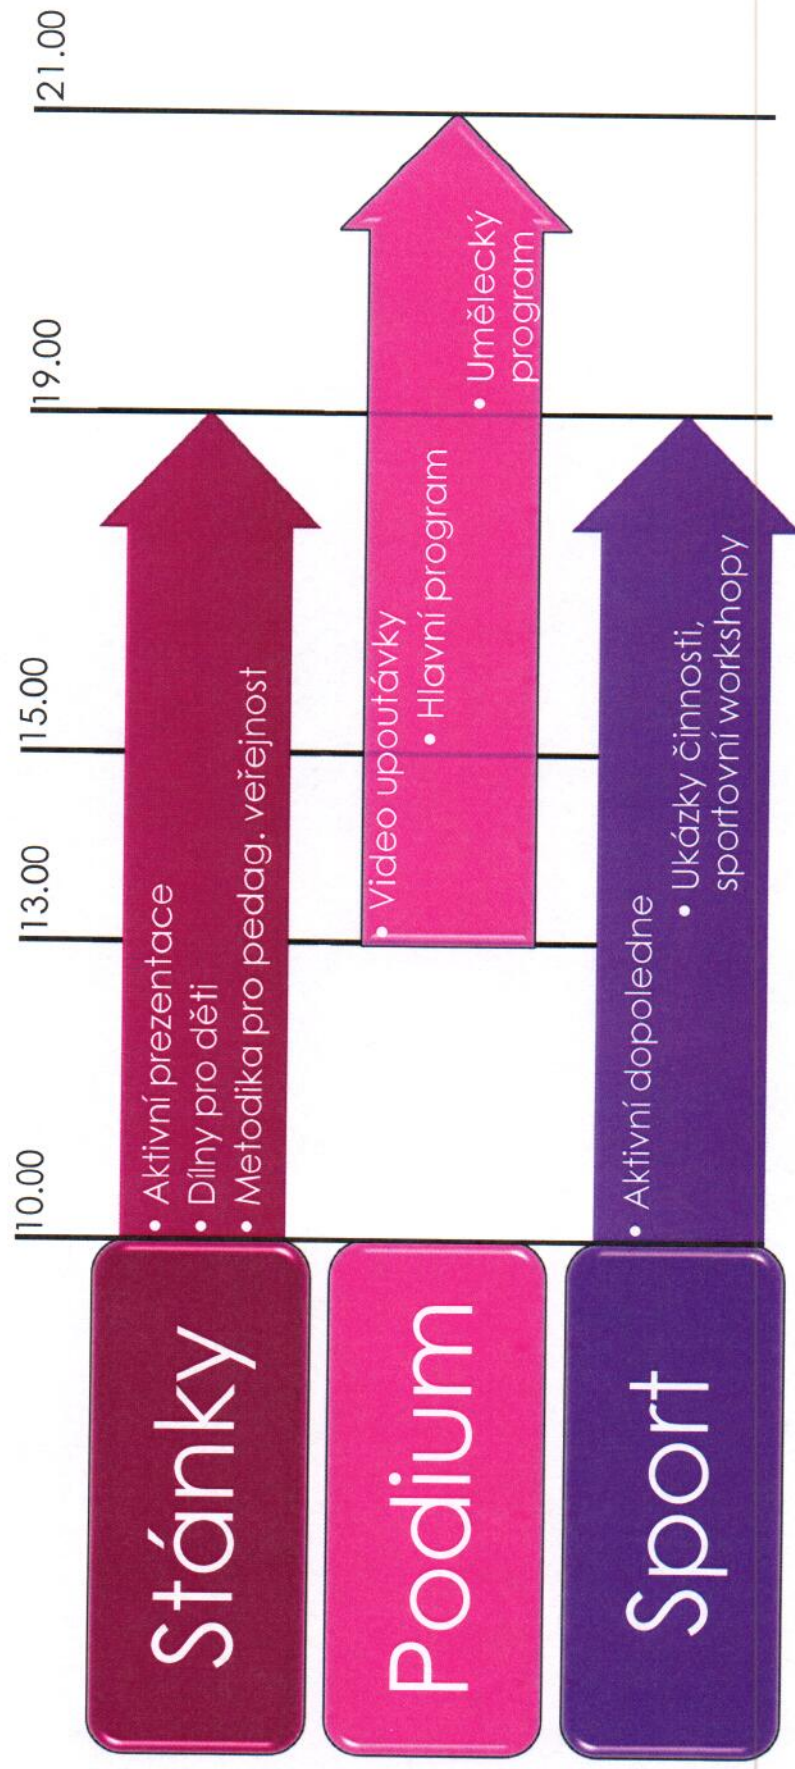 10.00
13.00
15.00
19.00
21.00
Stánky
• Aktivní prezentace
• Dílny pro děti
• Metodika pro pedag. veřejnost
Podium
• Video upoutávky
• Hlavní program
• Umělecký
program
Sport
• Aktivní dopoledne
• Ukázky činnosti,
sportovní workshopy